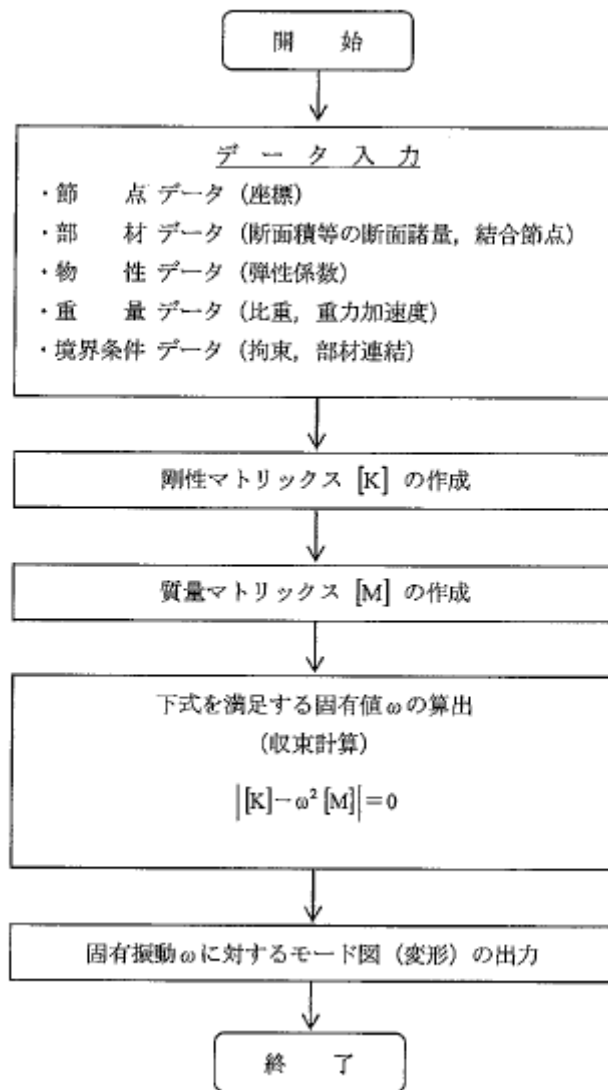 開 始
データ入力
・節 点 データ（座標）
・部 材 データ（断面積等の断面諸量，結合節点）
・物 性 データ（弾性係数）
・重 量 データ（比重，重力加速度）
・境界条件 データ（拘束，部材連結）
剛性マトリックス [K] の作成
質量マトリックス [M] の作成
下式を満足する固有値ωの算出
（収束計算）
|[K]－ω² [M]|＝0
固有振動ωに対するモード図（変形）の出力
終 了